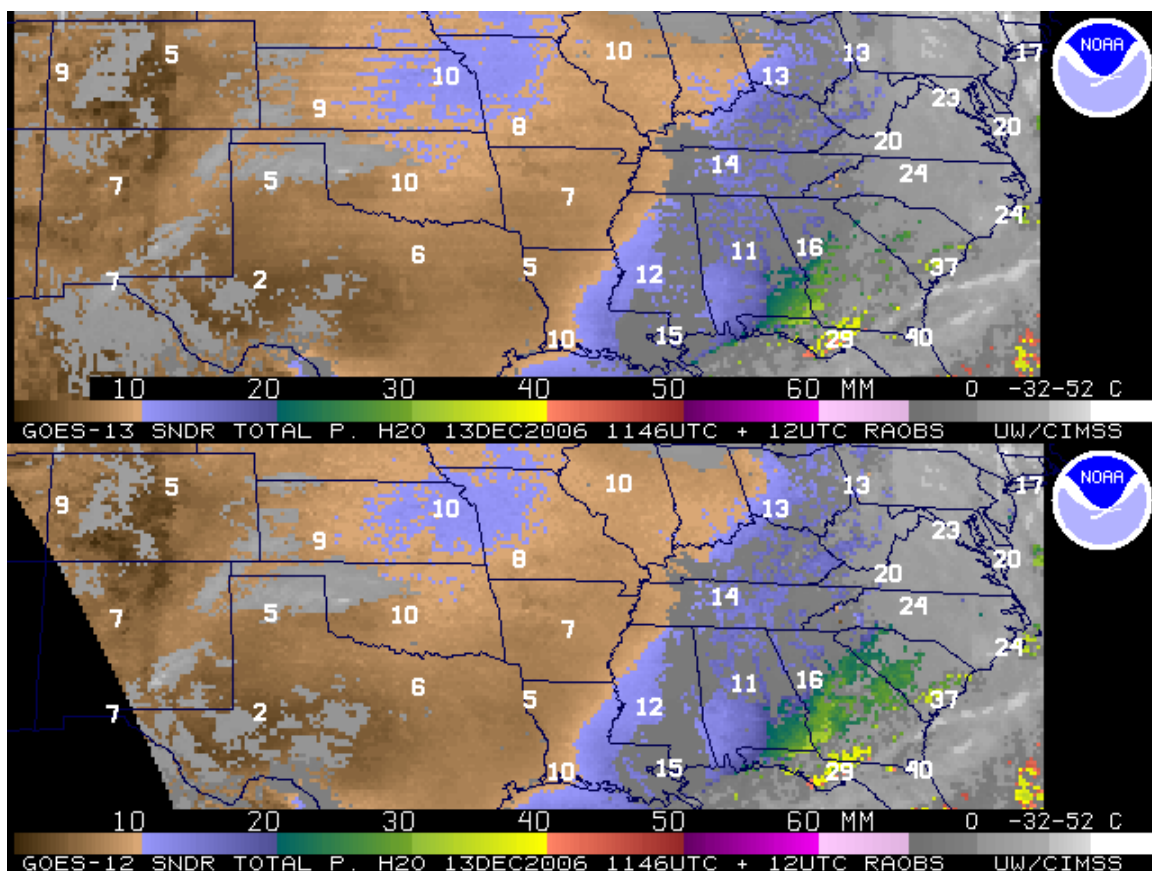 NOAA
5 9 10 10 13 13 17
9 8 23 20 20
7 5 10 7 14 24 24
6 5 12 11 16 37
7 2 10 15 29 40
10 20 30 40 50 60 MM 0 -32-52 C
GOES-13 SNDR TOTAL P. H2O 13DEC2006 1146UTC + 12UTC RAOBS UW/CIMSS
NOAA
5 9 10 10 13 13 17
9 8 23 20 20
7 5 10 7 14 24 24
6 5 12 11 16 37
7 2 10 15 29 40
10 20 30 40 50 60 MM 0 -32-52 C
GOES-12 SNDR TOTAL P. H2O 13DEC2006 1146UTC + 12UTC RAOBS UW/CIMSS